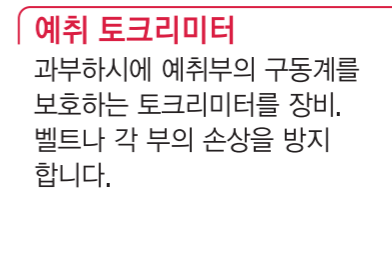 예취 토크리미터
과부하시에 예취부의 구동계를
보호하는 토크리미터를 장비.
벨트나 각 부의 손상을 방지
합니다.